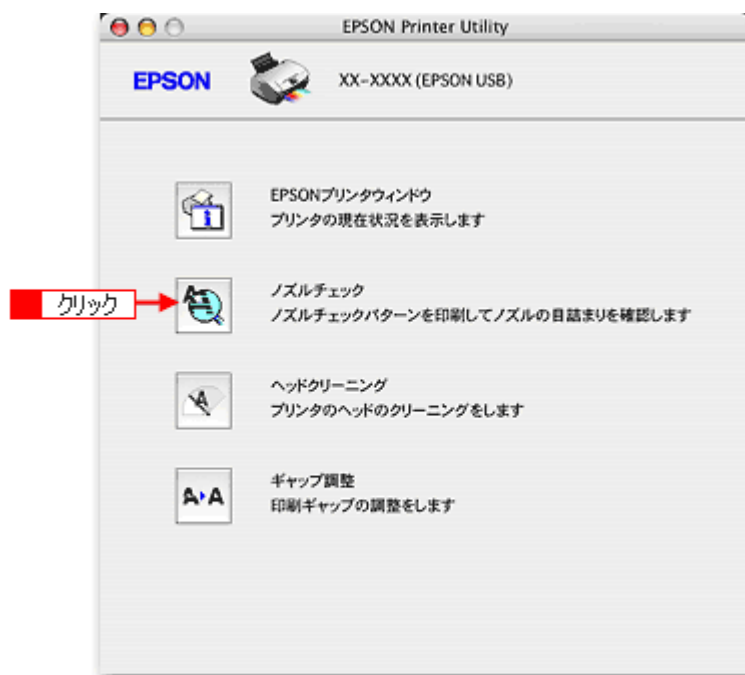 EPSON Printer Utility
EPSON
XX-XXXX (EPSON USB)
EPSONプリンタウィンドウ
プリンタの現在状況を表示します
クリック
ノズルチェック
ノズルチェックパターンを印刷してノズルの目詰まりを確認します
ヘッドクリーニング
プリンタのヘッドのクリーニングをします
A▸A
ギャップ調整
印刷ギャップの調整をします